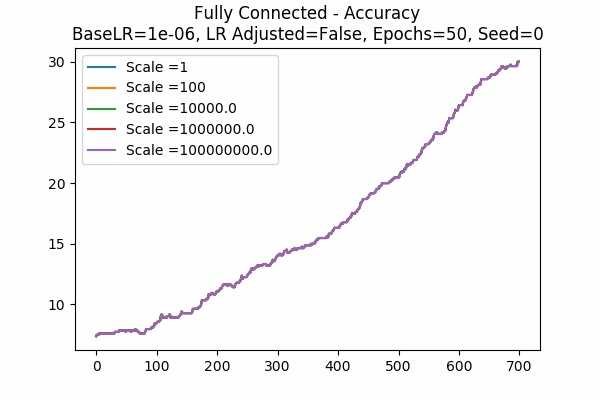 Fully Connected - Accuracy
BaseLR=1e-06, LR Adjusted=False, Epochs=50, Seed=0
Scale =1
Scale =100
Scale =10000.0
Scale =1000000.0
Scale =100000000.0
30
25
20
15
10
0 100 200 300 400 500 600 700